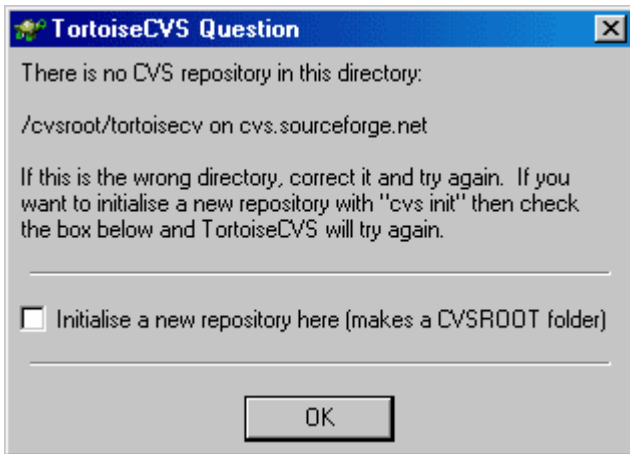 TortoiseCVS Question
There is no CVS repository in this directory:
/cvsroot/tortoisecv on cvs.sourceforge.net
If this is the wrong directory, correct it and try again.  If you
want to initialise a new repository with "cvs init" then check
the box below and TortoiseCVS will try again.
Initialise a new repository here (makes a CVSROOT folder)
OK